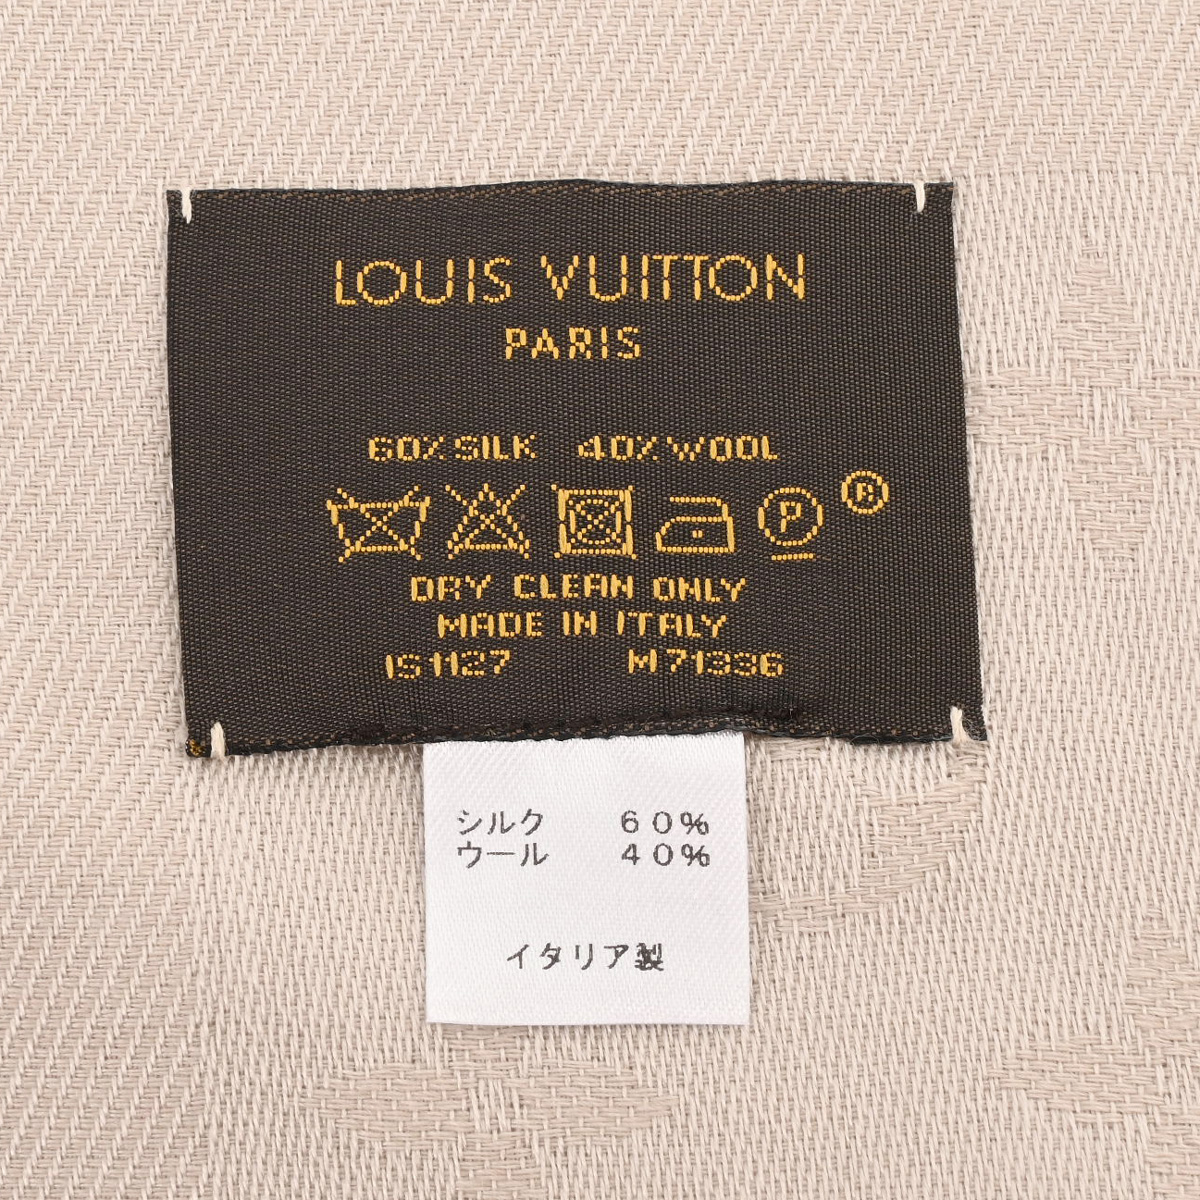 LOUIS VUITTON
PARIS
60% SILK 40% WOOL
P ®
DRY CLEAN ONLY
MADE IN ITALY
IS1127 M71336
シルク 60%
ウール 40%
イタリア製